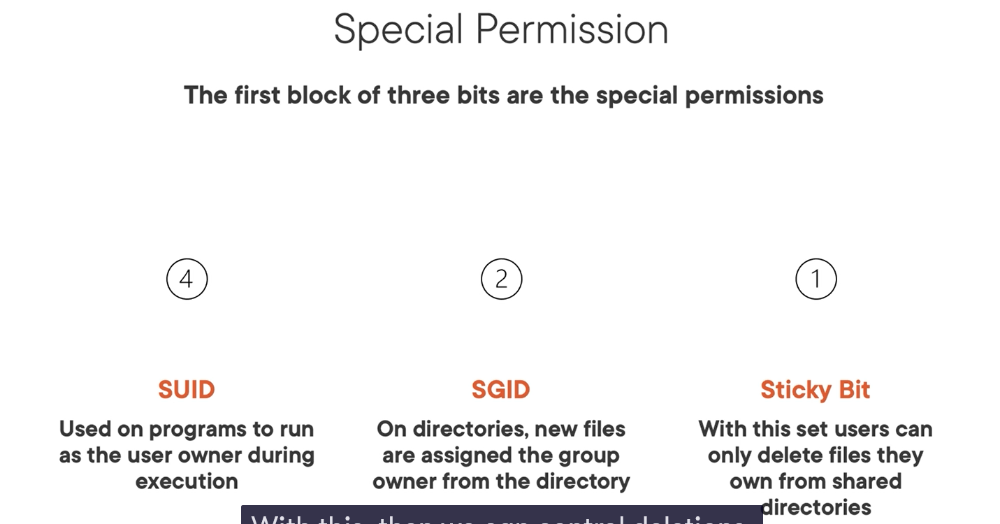 Special Permission
The first block of three bits are the special permissions
4
2
1
SUID
Used on programs to run
as the user owner during
execution
SGID
On directories, new files
are assigned the group
owner from the directory
Sticky Bit
With this set users can
only delete files they
own from shared
directories
With this, then we can control deletions